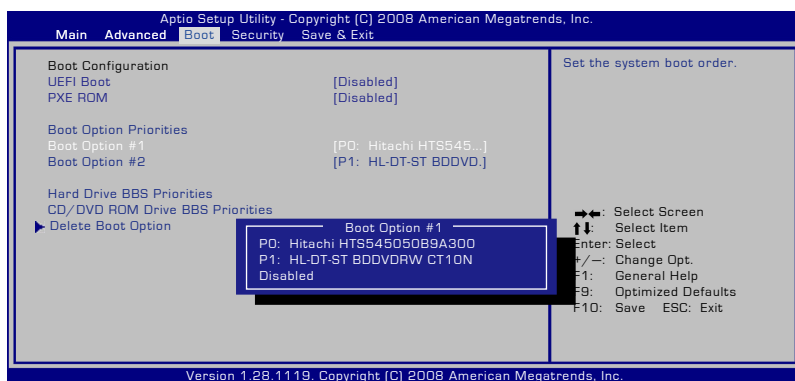 Aptio Setup Utility - Copyright (C) 2008 American Megatrends, Inc.
Main Advanced Boot Security Save & Exit
Boot Configuration
UEFI Boot [Disabled]
PXE ROM [Disabled]
Boot Option Priorities
Boot Option #1 [P0: Hitachi HTS545...]
Boot Option #2 [P1: HL-DT-ST BDDVD.]
Hard Drive BBS Priorities
CD/DVD ROM Drive BBS Priorities
Delete Boot Option
Boot Option #1
P0: Hitachi HTS545050B9A300
P1: HL-DT-ST BDDVDRW CT10N
Disabled
Set the system boot order.
→←: Select Screen
↑↓: Select Item
Enter: Select
+/—: Change Opt.
F1: General Help
F9: Optimized Defaults
F10: Save ESC: Exit
Version 1.28.1119. Copyright (C) 2008 American Megatrends, Inc.